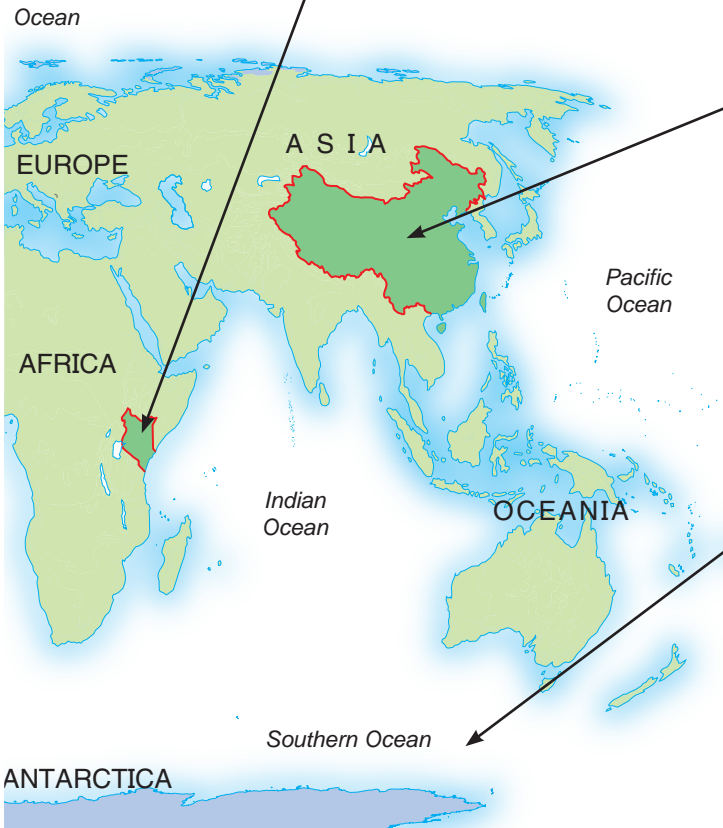 Ocean
A S I A
EUROPE
Pacific
Ocean
AFRICA
Indian
Ocean
OCEANIA
Southern Ocean
ANTARCTICA